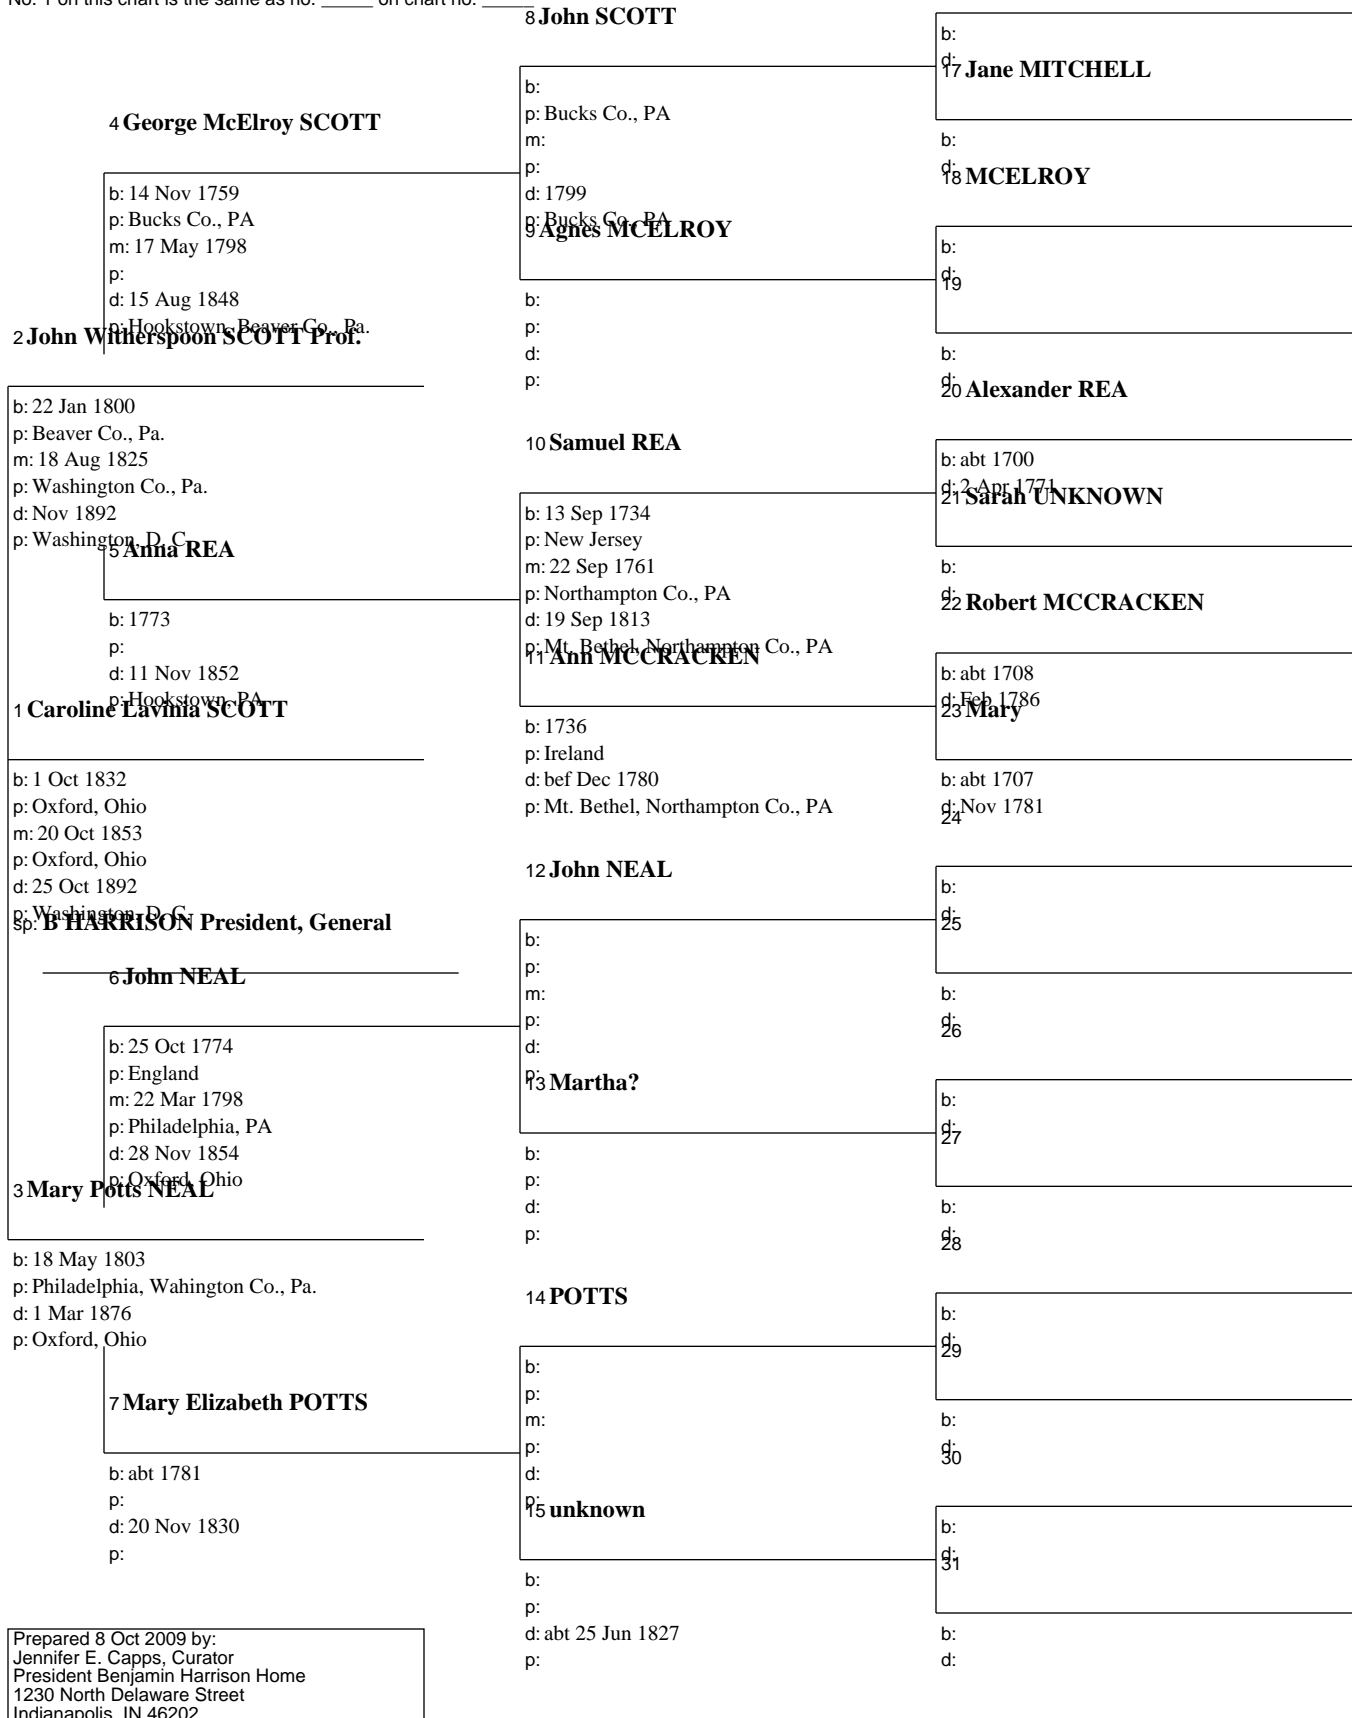 No. 1 on this chart is the same as no. _____ on chart no. _____
8 John SCOTT
b:
p: Bucks Co., PA
m:
p:
d: 1799
p: Bucks Co., PA
4 George McElroy SCOTT
b: 14 Nov 1759
p: Bucks Co., PA
m: 17 May 1798
p:
d: 15 Aug 1848
p: Hookstown, Beaver Co., Pa.
9 Agnes MCELROY
b:
p:
d:
p:
2 John Witherspoon SCOTT Prof.
b: 22 Jan 1800
p: Beaver Co., Pa.
m: 18 Aug 1825
p: Washington Co., Pa.
d: Nov 1892
p: Washington, D. C.
10 Samuel REA
b: 13 Sep 1734
p: New Jersey
m: 22 Sep 1761
p: Northampton Co., PA
d: 19 Sep 1813
p: Mt. Bethel, Northampton Co., PA
5 Anna REA
b: 1773
p:
d: 11 Nov 1852
p: Hookstown, PA
11 Ann MCCRACKEN
b: 1736
p: Ireland
d: bef Dec 1780
p: Mt. Bethel, Northampton Co., PA
1 Caroline Lavinia SCOTT
b: 1 Oct 1832
p: Oxford, Ohio
m: 20 Oct 1853
p: Oxford, Ohio
d: 25 Oct 1892
p: Washington, D. C.
sp: B HARRISON President, General
12 John NEAL
b:
p:
m:
p:
d:
p:
6 John NEAL
b: 25 Oct 1774
p: England
m: 22 Mar 1798
p: Philadelphia, PA
d: 28 Nov 1854
p: Oxford, Ohio
13 Martha?
b:
p:
d:
p:
3 Mary Potts NEAL
b: 18 May 1803
p: Philadelphia, Wahington Co., Pa.
d: 1 Mar 1876
p: Oxford, Ohio
14 POTTS
b:
p:
m:
p:
d:
p:
7 Mary Elizabeth POTTS
b: abt 1781
p:
d: 20 Nov 1830
p:
15 unknown
b:
p:
d: abt 25 Jun 1827
p:
b:
d:
17 Jane MITCHELL
b:
d:
18 MCELROY
b:
d:
19
b:
d:
20 Alexander REA
b: abt 1700
d: 2 Apr 1771
21 Sarah UNKNOWN
b:
d:
22 Robert MCCRACKEN
b: abt 1708
d: Feb 1786
23 Mary
b: abt 1707
d: Nov 1781
24
b:
d:
25
b:
d:
26
b:
d:
27
b:
d:
28
b:
d:
29
b:
d:
30
b:
d:
31
b:
d:
Prepared 8 Oct 2009 by:
Jennifer E. Capps, Curator
President Benjamin Harrison Home
1230 North Delaware Street
Indianapolis, IN 46202